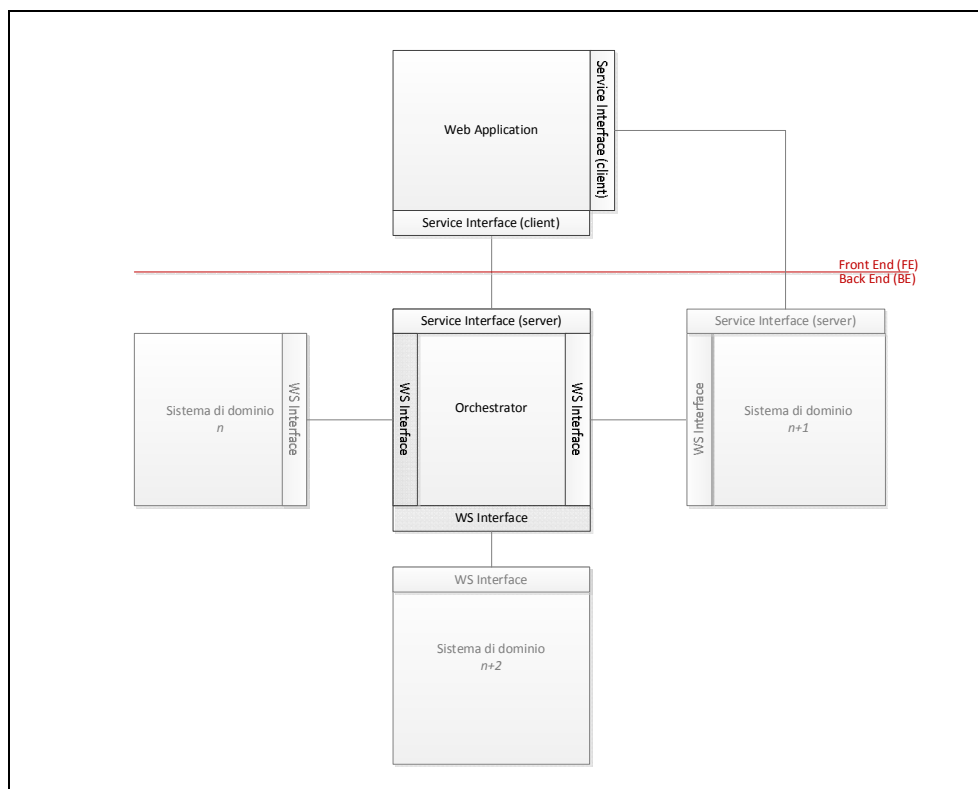 Web Application
Service Interface (client)
Service Interface (client)
Front End (FE)
Back End (BE)
Service Interface (server)
Service Interface (server)
Sistema di dominio
n
WS Interface
WS Interface
Orchestrator
WS Interface
WS Interface
Sistema di dominio
n+1
WS Interface
WS Interface
Sistema di dominio
n+2